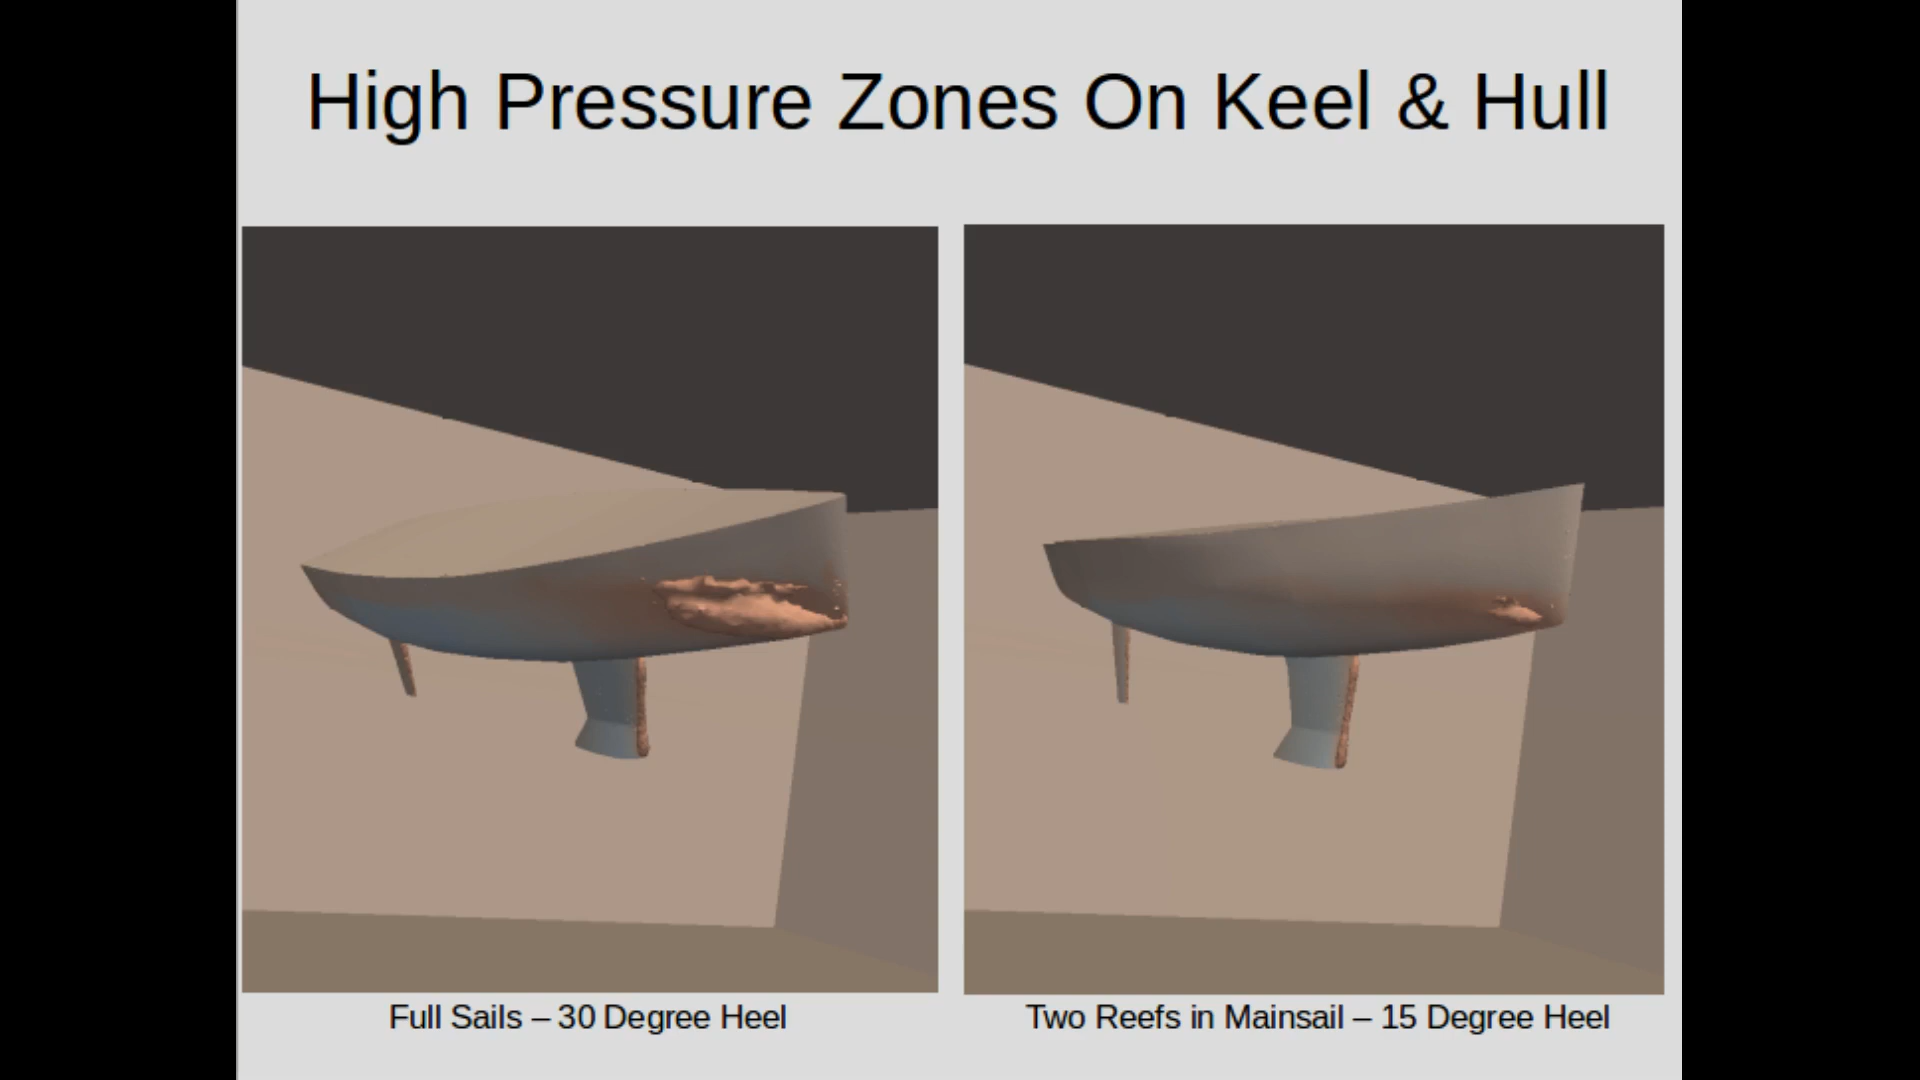 High Pressure Zones On Keel & Hull
Full Sails – 30 Degree Heel
Two Reefs in Mainsail – 15 Degree Heel